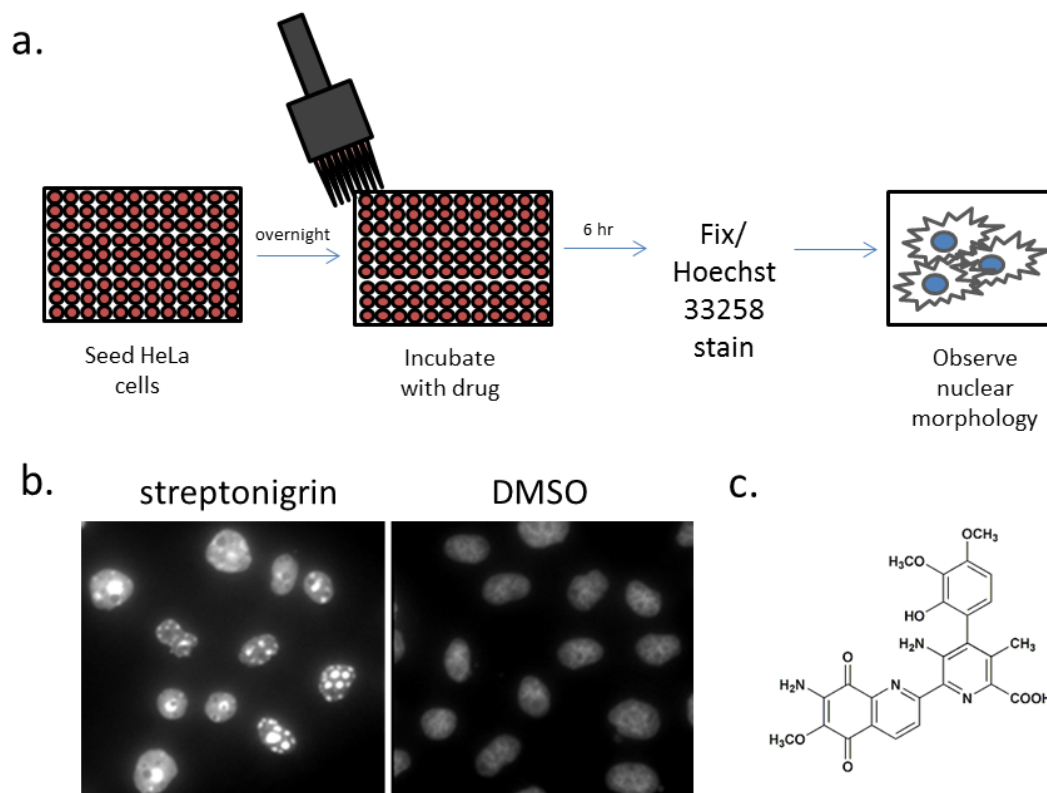 a.
overnight
6 hr
Fix/
Hoechst
33258
stain
Seed HeLa
cells
Incubate
with drug
Observe
nuclear
morphology
b.
streptonigrin
DMSO
c.
OCH₃
H₃CO
HO
H₂N
CH₃
O
H₂N
N
N
COOH
H₃CO
O